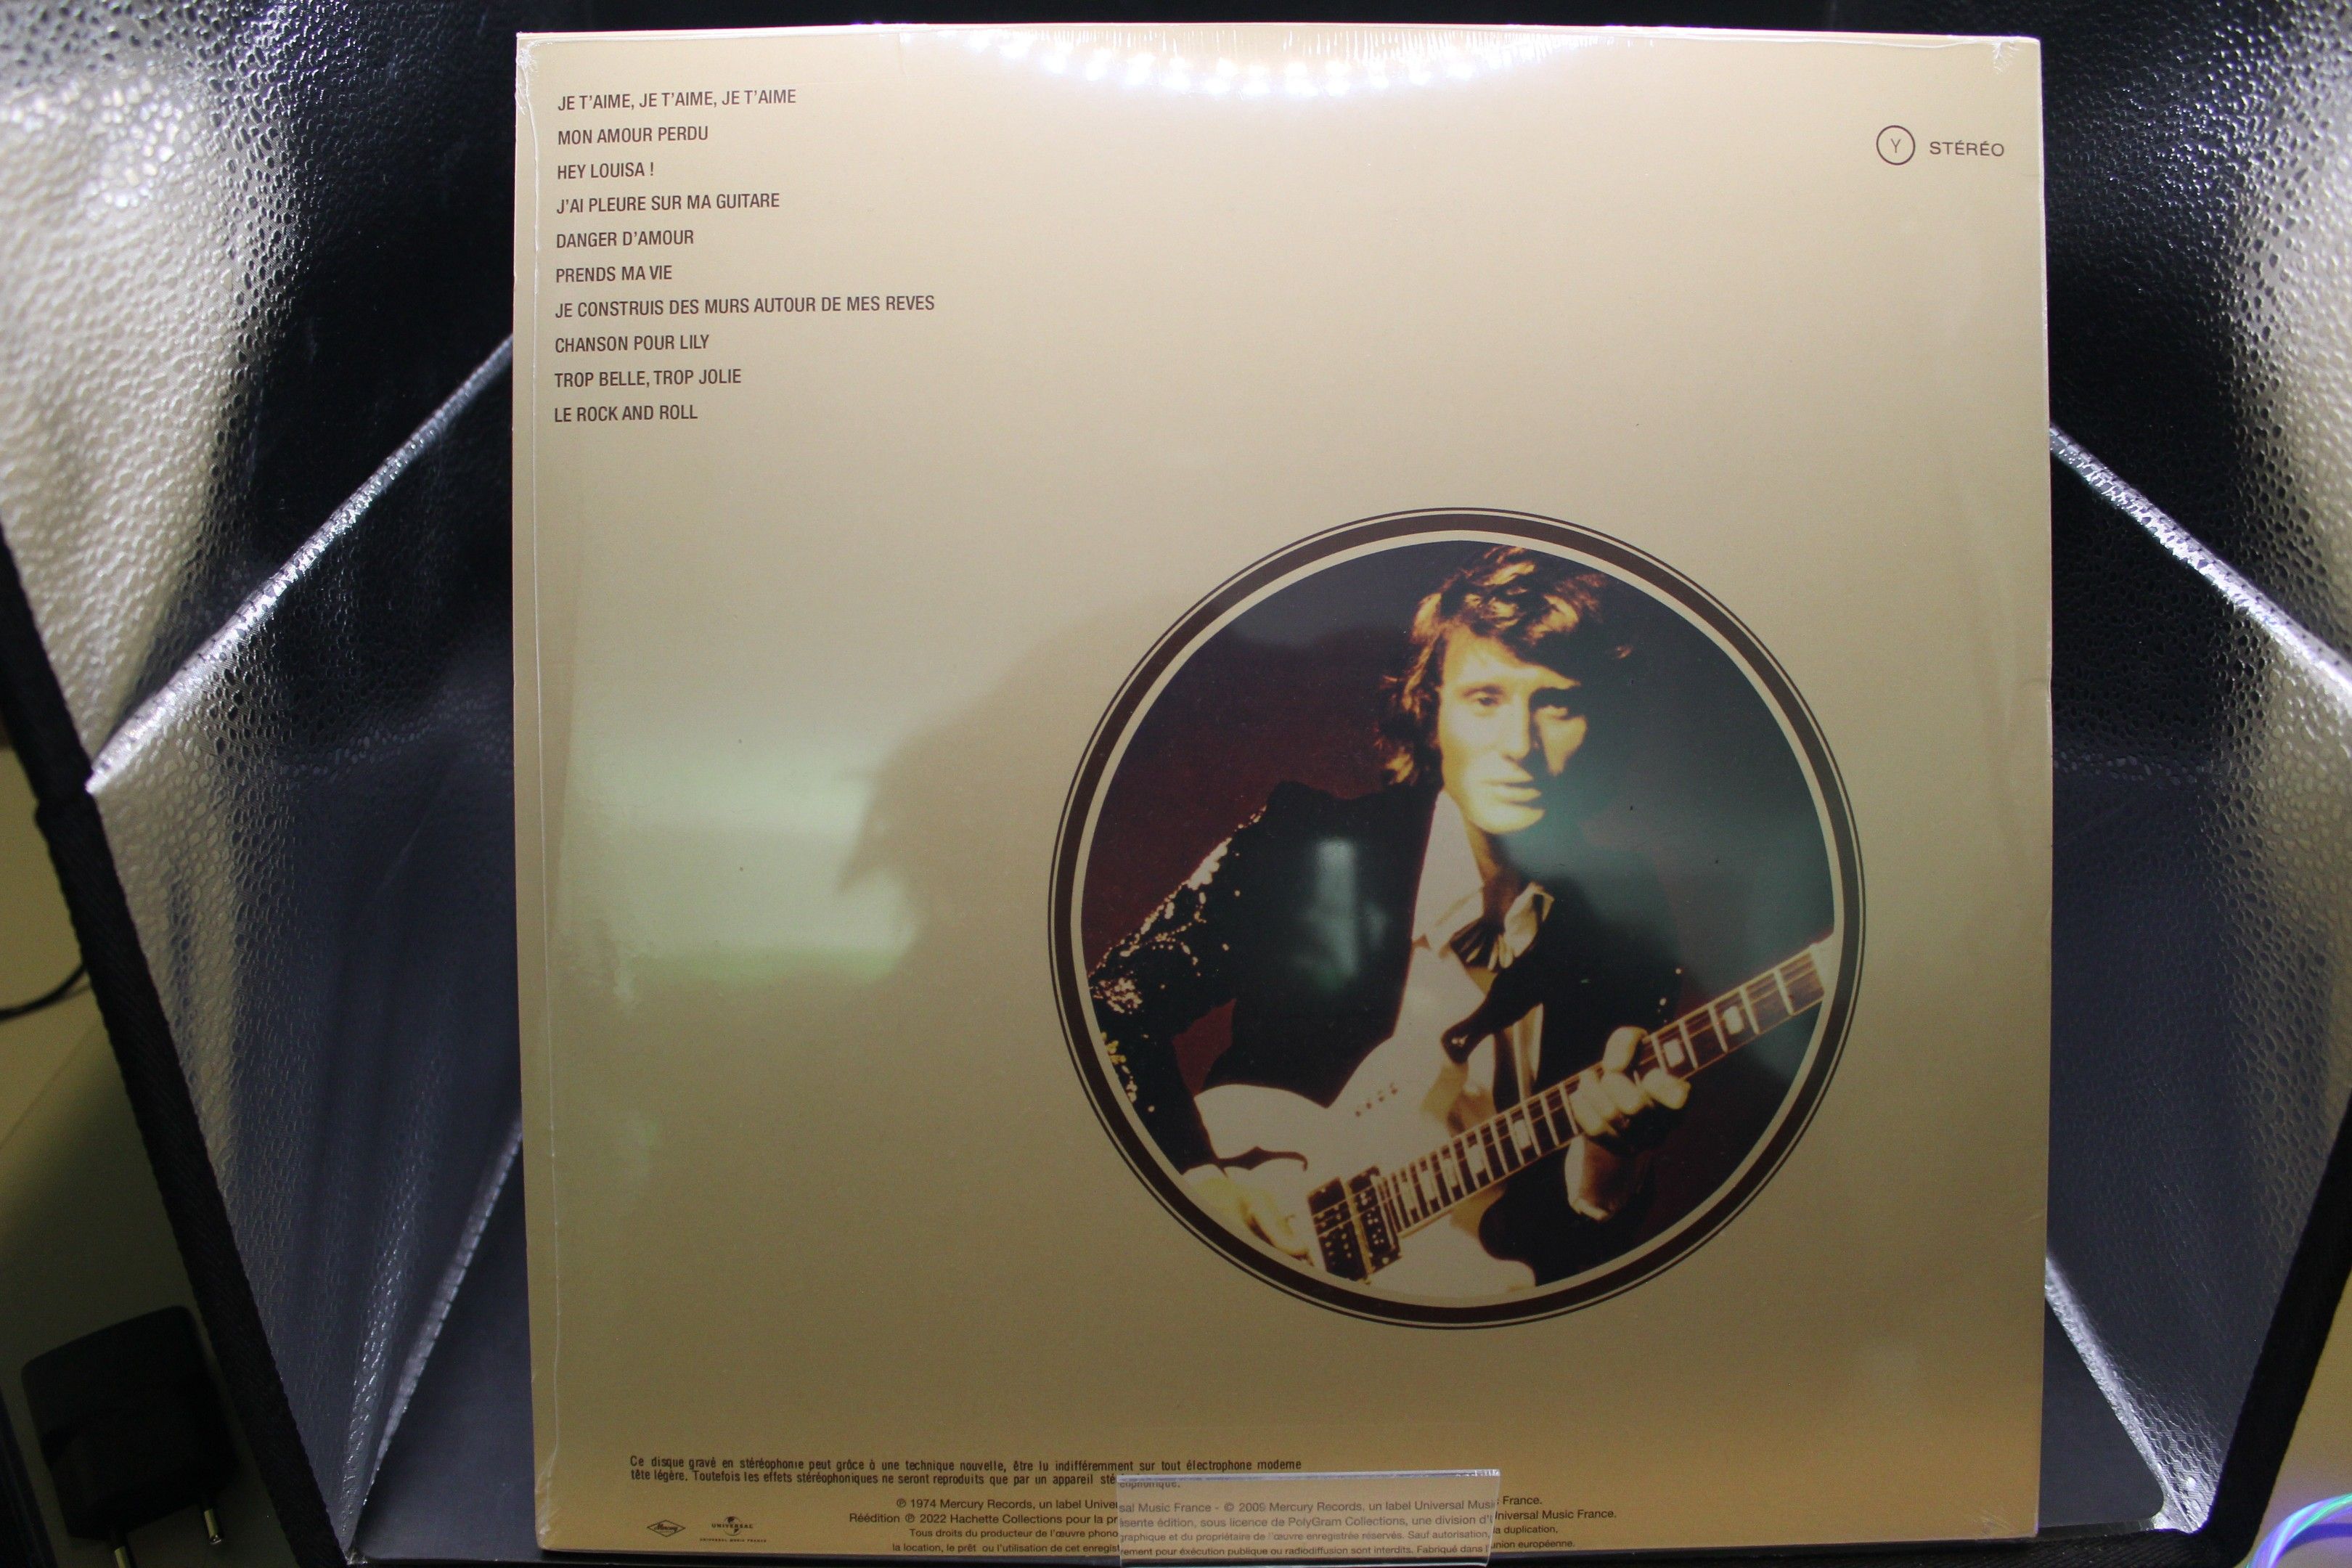 JE T'AIME, JE T'AIME, JE T'AIME
MON AMOUR PERDU
HEY LOUISA !
J'AI PLEURE SUR MA GUITARE
DANGER D'AMOUR
PRENDS MA VIE
JE CONSTRUIS DES MURS AUTOUR DE MES REVES
CHANSON POUR LILY
TROP BELLE, TROP JOLIE
LE ROCK AND ROLL
Y STÉRÉO
Ce disque gravé en stéréophonie peut grâce à une technique nouvelle, être lu indifféremment sur tout électrophone moderne
tête légère. Toutefois les effets stéréophoniques ne seront reproduits que par un appareil
℗ 1974 Mercury Records, un label Universal Music France - © 2009 Mercury Records, un label Universal Music France.
Réédition ℗ 2022 Hachette Collections pour la présente édition, sous licence de PolyGram Collections, une division d'Universal Music France.
Tous droits du producteur de l'œuvre phonographique et du propriétaire de l'œuvre enregistrée réservés. Sauf autorisation, la duplication,
la location, le prêt ou l'utilisation de cet enregistrement pour éxécution publique ou radiodiffusion sont interdits. Fabriqué dans l'union européenne.
Mercury
UNIVERSAL
UNIVERSAL MUSIC FRANCE